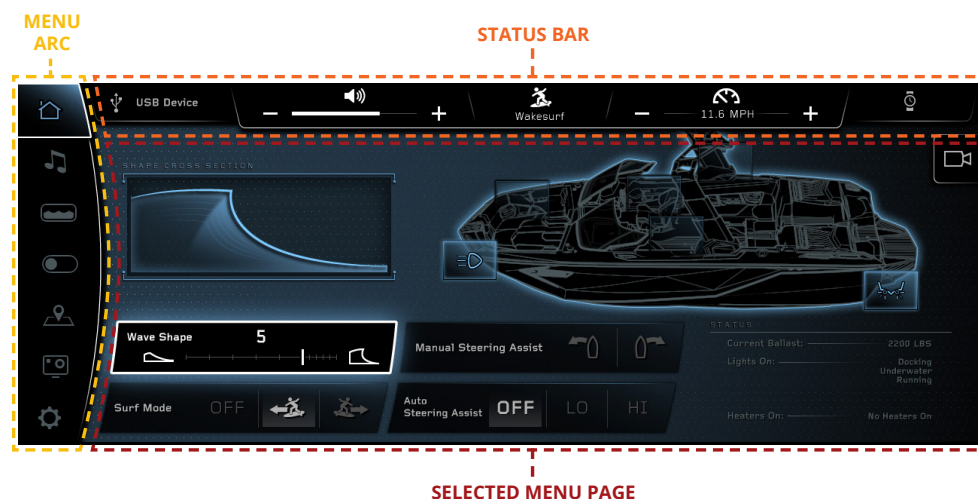 MENU
ARC
STATUS BAR
USB Device
Wakesurf
11.6 MPH
SHAPE CROSS SECTION
Wave Shape
5
Manual Steering Assist
STATUS
Current Ballast:
2200 LBS
Lights On:
Docking
Underwater
Running
Surf Mode
OFF
Auto
Steering Assist
OFF
LO
HI
Heaters On:
No Heaters On
SELECTED MENU PAGE